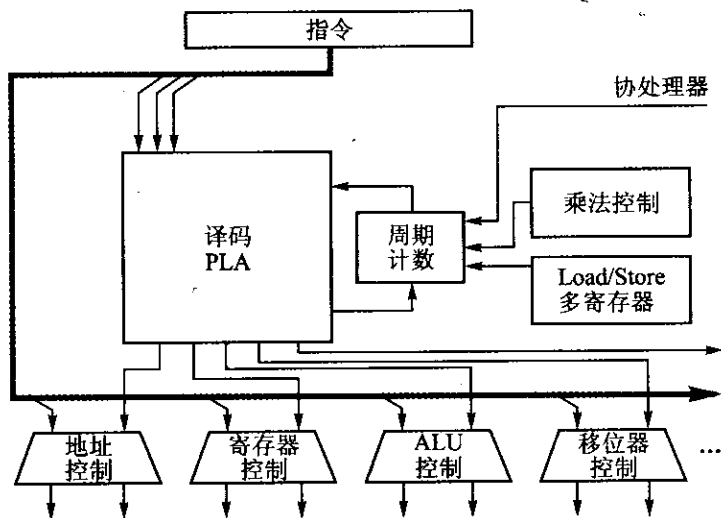 指令
协处理器
译码
PLA
周期
计数
乘法控制
Load/Store
多寄存器
地址
控制
寄存器
控制
ALU
控制
移位器
控制
...